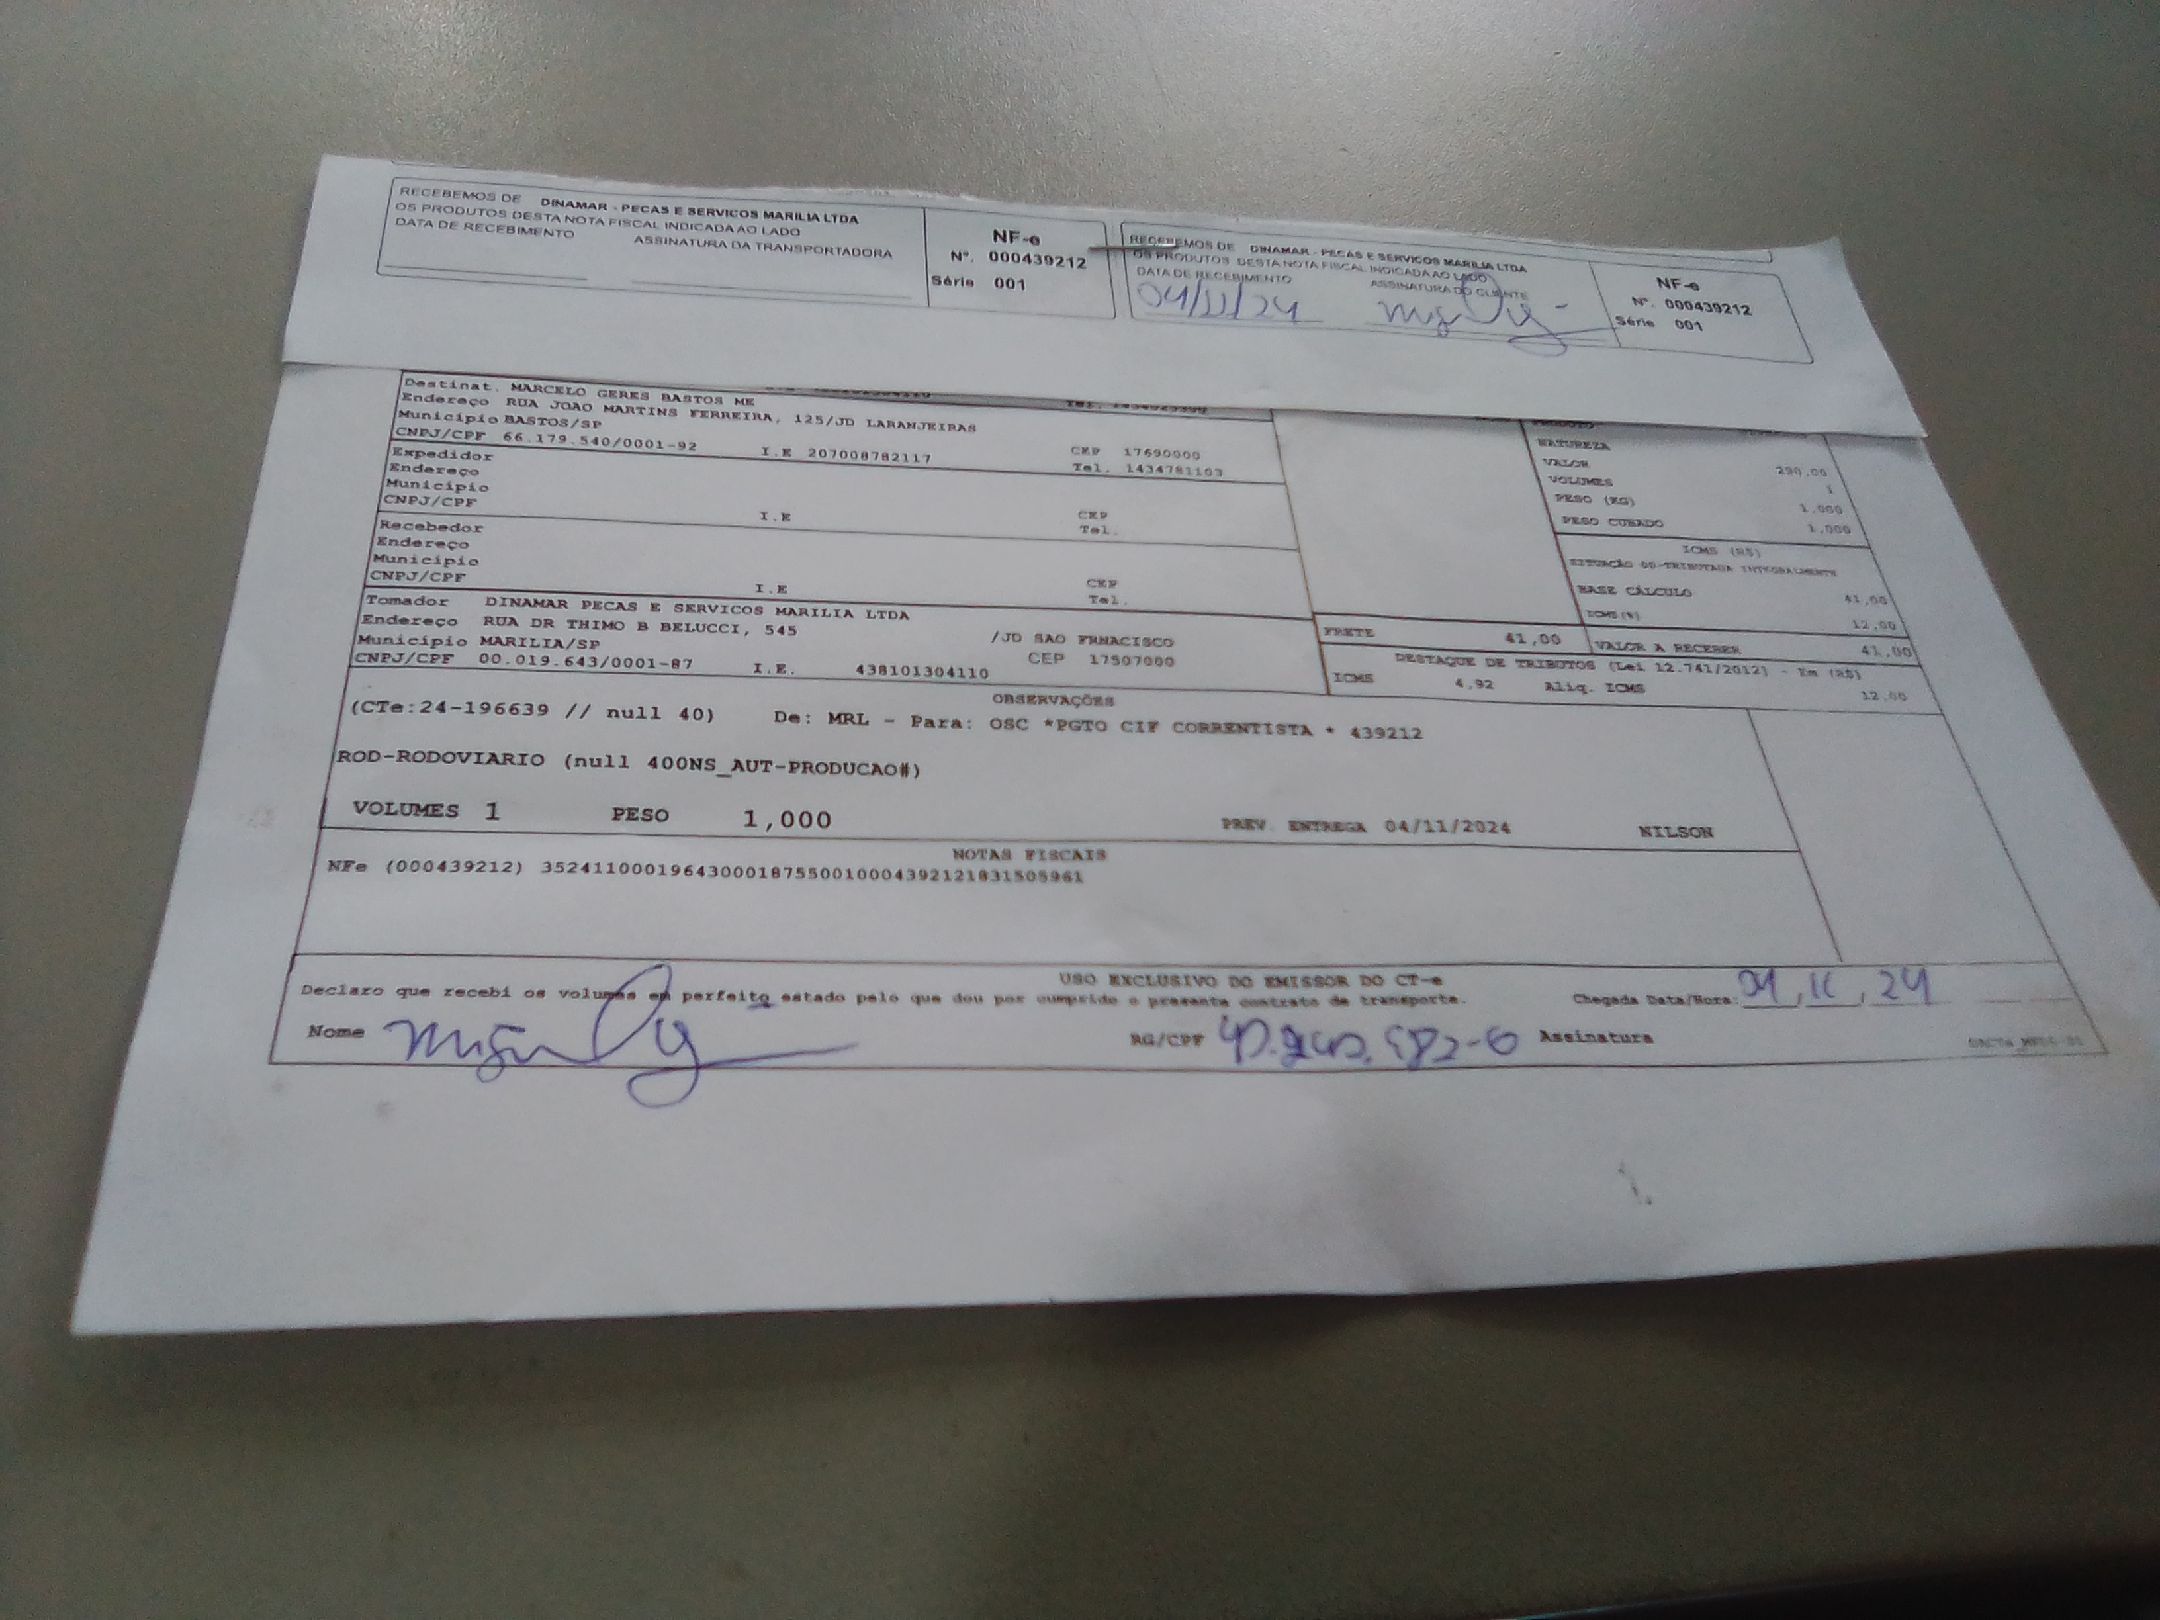 RECEBEMOS DE DINAMAR - PECAS E SERVICOS MARILIA LTDA
OS PRODUTOS DESTA NOTA FISCAL INDICADA AO LADO
DATA DE RECEBIMENTO ASSINATURA DA TRANSPORTADORA
NF-e
Nº. 000439212
Série 001
RECEBEMOS DE DINAMAR - PECAS E SERVICOS MARILIA LTDA
OS PRODUTOS DESTA NOTA FISCAL INDICADA AO LADO
DATA DE RECEBIMENTO ASSINATURA DO CLIENTE
04/11/24
NF-e
Nº. 000439212
Série 001
Destinat. MARCELO GERES BASTOS ME
Endereço RUA JOAO MARTINS FERREIRA, 125/JD LARANJEIRAS
Município BASTOS/SP CEP 17690000
CNPJ/CPF 66.179.540/0001-92 I.E 207008782117 Tel. 1434781103
Expedidor
Endereço
Município CEP
CNPJ/CPF I.E Tel.
Recebedor
Endereço
Município CEP
CNPJ/CPF I.E Tel.
Tomador DINAMAR PECAS E SERVICOS MARILIA LTDA
Endereço RUA DR THIMO B BELUCCI, 545 /JD SAO FRNACISCO
Município MARILIA/SP CEP 17507000
CNPJ/CPF 00.019.643/0001-87 I.E. 438101304110
NATUREZA
VALOR 290,00
VOLUMES 1
PESO (KG) 1,000
PESO CUBADO 1,000
ICMS (R$)
SITUAÇÃO 00-TRIBUTADA INTEGRALMENTE
BASE CÁLCULO 41,00
ICMS(%) 12,00
FRETE 41,00 VALOR A RECEBER 41,00
DESTAQUE DE TRIBUTOS (Lei 12.741/2012) - Em (R$)
ICMS 4,92 Aliq. ICMS 12,00
OBSERVAÇÕES
(CTe:24-196639 // null 40) De: MRL - Para: OSC *PGTO CIF CORRENTISTA * 439212
ROD-RODOVIARIO (null 400NS_AUT-PRODUCAO#)
VOLUMES 1 PESO 1,000 PREV. ENTREGA 04/11/2024 NILSON
NOTAS FISCAIS
NFe (000439212) 35241100019643000187550010004392121831505961
USO EXCLUSIVO DO EMISSOR DO CT-e
Declaro que recebi os volumes em perfeito estado pelo que dou por cumprido o presente contrato de transporte. Chegada Data/Hora: 04, 11, 24
Nome RG/CPF Assinatura